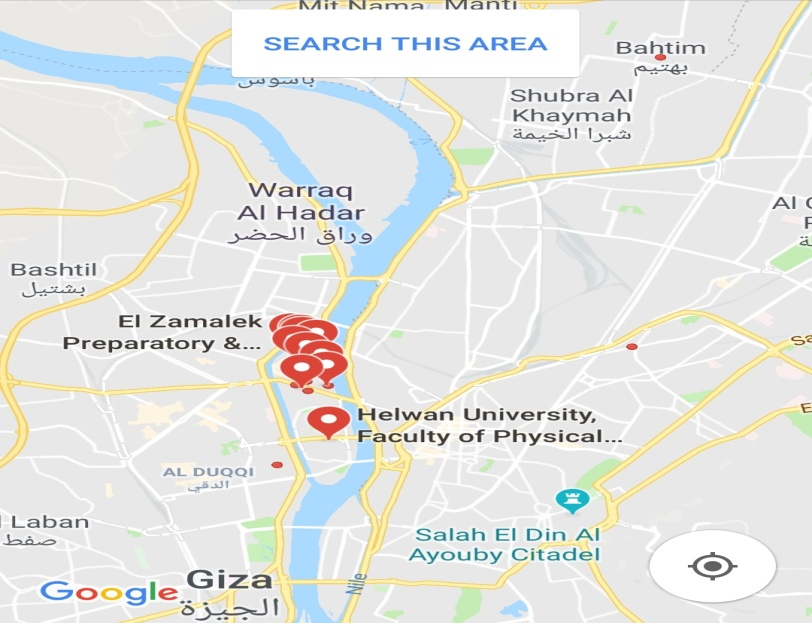 Mit Nama
Manti
SEARCH THIS AREA
باسوس
Bahtim
بهتيم
Shubra Al
Khaymah
شبرا الخيمة
Warraq
Al Hadar
وراق الحضر
Bashtil
بشتيل
El Zamalek
Preparatory &...
Helwan University,
Faculty of Physical...
AL DUQQI
الدقي
Laban
صفط
Salah El Din Al
Ayouby Citadel
Google
Giza
الجيزة
Nile